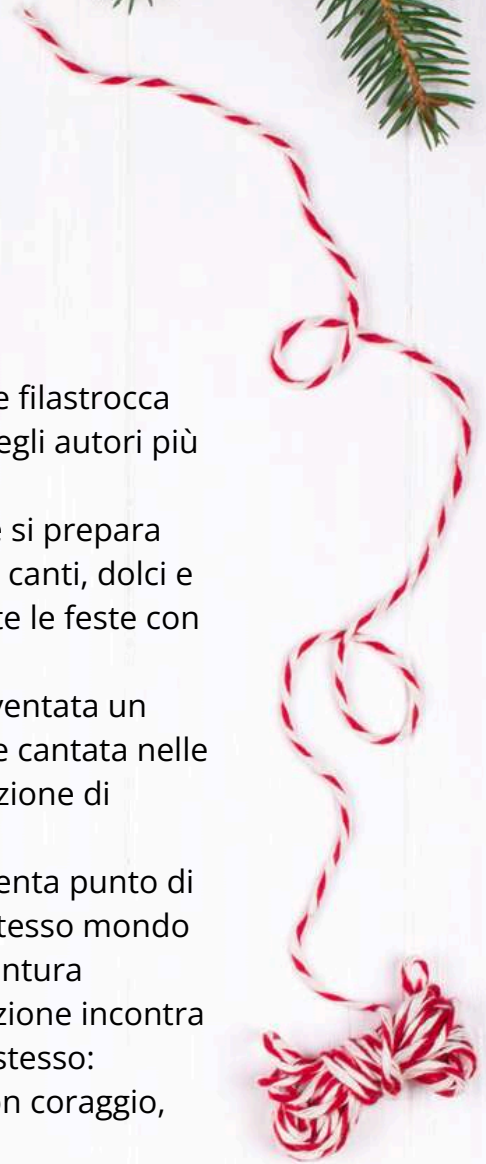 e filastrocca
egli autori più
e si prepara
canti, dolci e
te le feste con
ventata un
e cantata nelle
zione di
enta punto di
tesso mondo
ntura
zione incontra
stesso:
on coraggio,